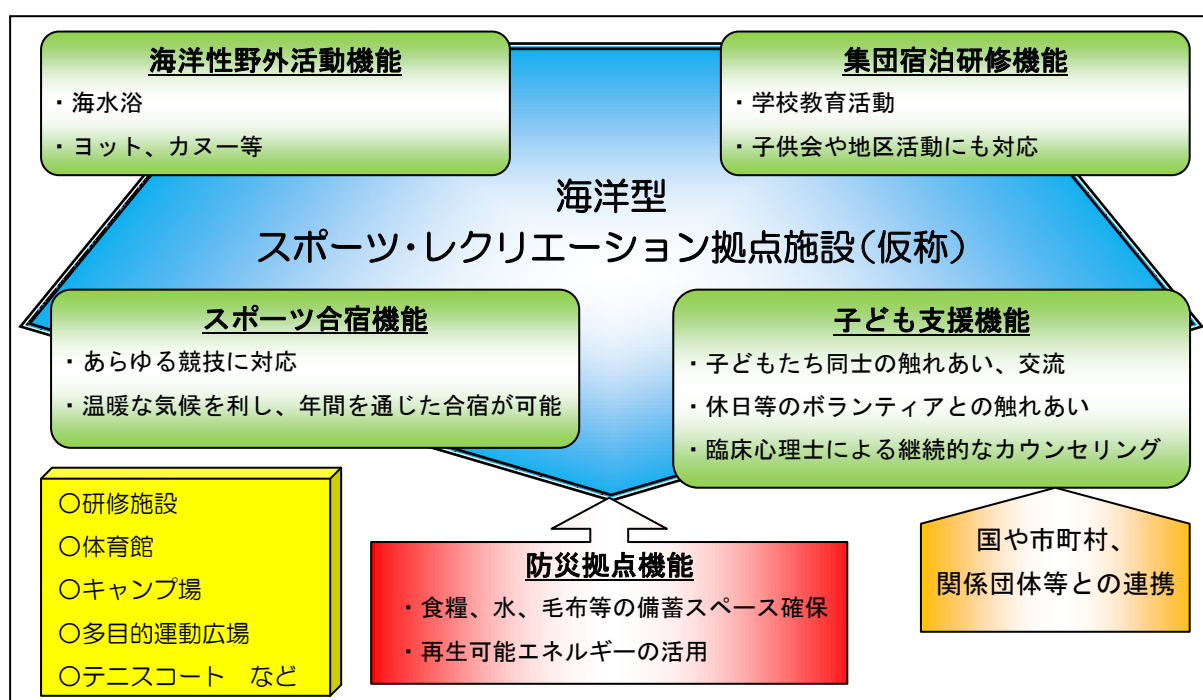 海洋性野外活動機能
・海水浴
・ヨット、カヌー等
集団宿泊研修機能
・学校教育活動
・子供会や地区活動にも対応
海洋型
スポーツ・レクリエーション拠点施設(仮称)
スポーツ合宿機能
・あらゆる競技に対応
・温暖な気候を利し、年間を通じた合宿が可能
子ども支援機能
・子どもたち同士の触れあい、交流
・休日等のボランティアとの触れあい
・臨床心理士による継続的なカウンセリング
〇研修施設
〇体育館
〇キャンプ場
〇多目的運動広場
〇テニスコート など
防災拠点機能
・食糧、水、毛布等の備蓄スペース確保
・再生可能エネルギーの活用
国や市町村、
関係団体等との連携